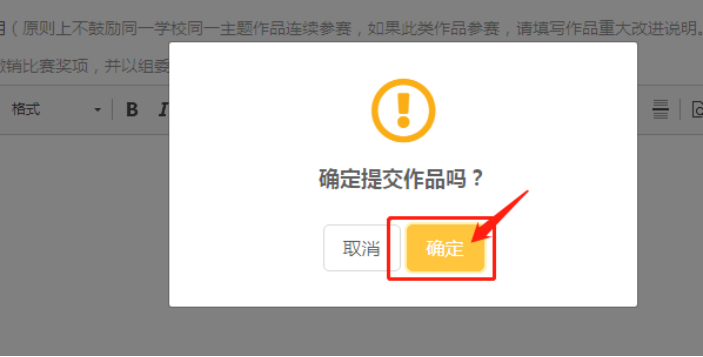 明（原则上不鼓励同一学校同一主题作品连续参赛，如果此类作品参赛，请填写作品重大改进说明。
撤销比赛奖项，并以组委
格式 B I
确定提交作品吗？
取消 确定